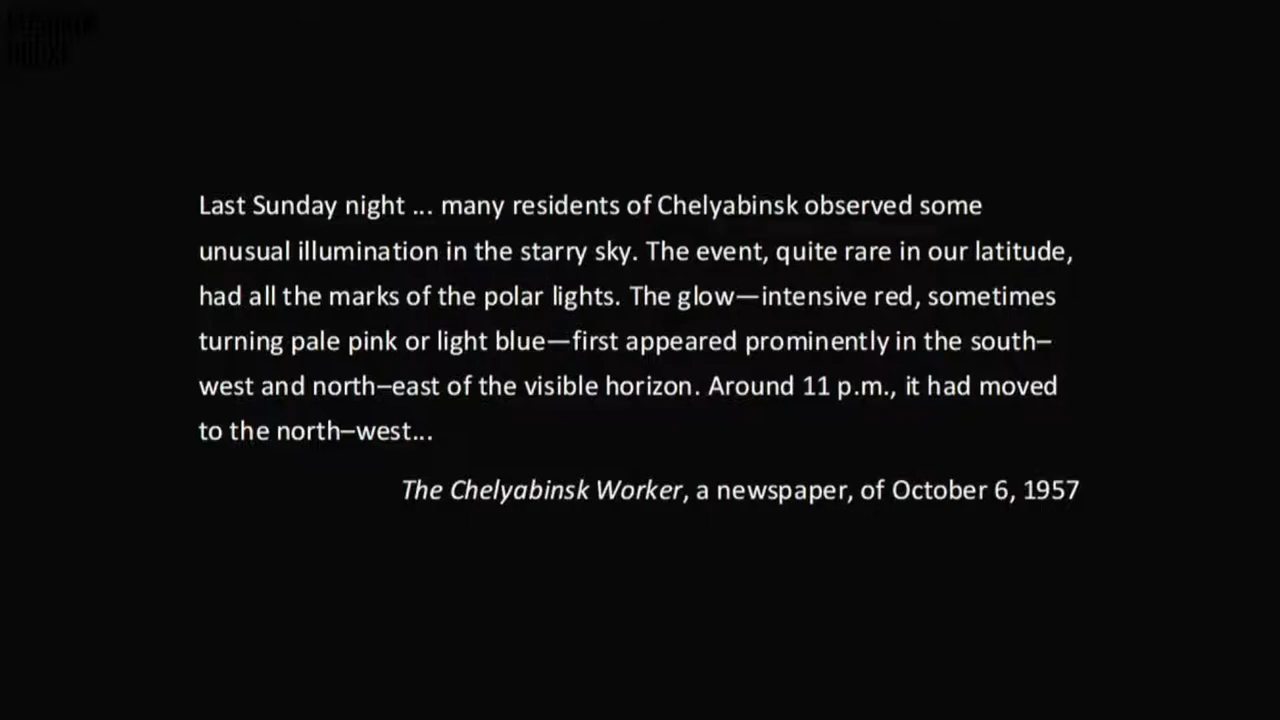 Last Sunday night ... many residents of Chelyabinsk observed some
unusual illumination in the starry sky. The event, quite rare in our latitude,
had all the marks of the polar lights. The glow—intensive red, sometimes
turning pale pink or light blue—first appeared prominently in the south–
west and north–east of the visible horizon. Around 11 p.m., it had moved
to the north–west...
The Chelyabinsk Worker, a newspaper, of October 6, 1957